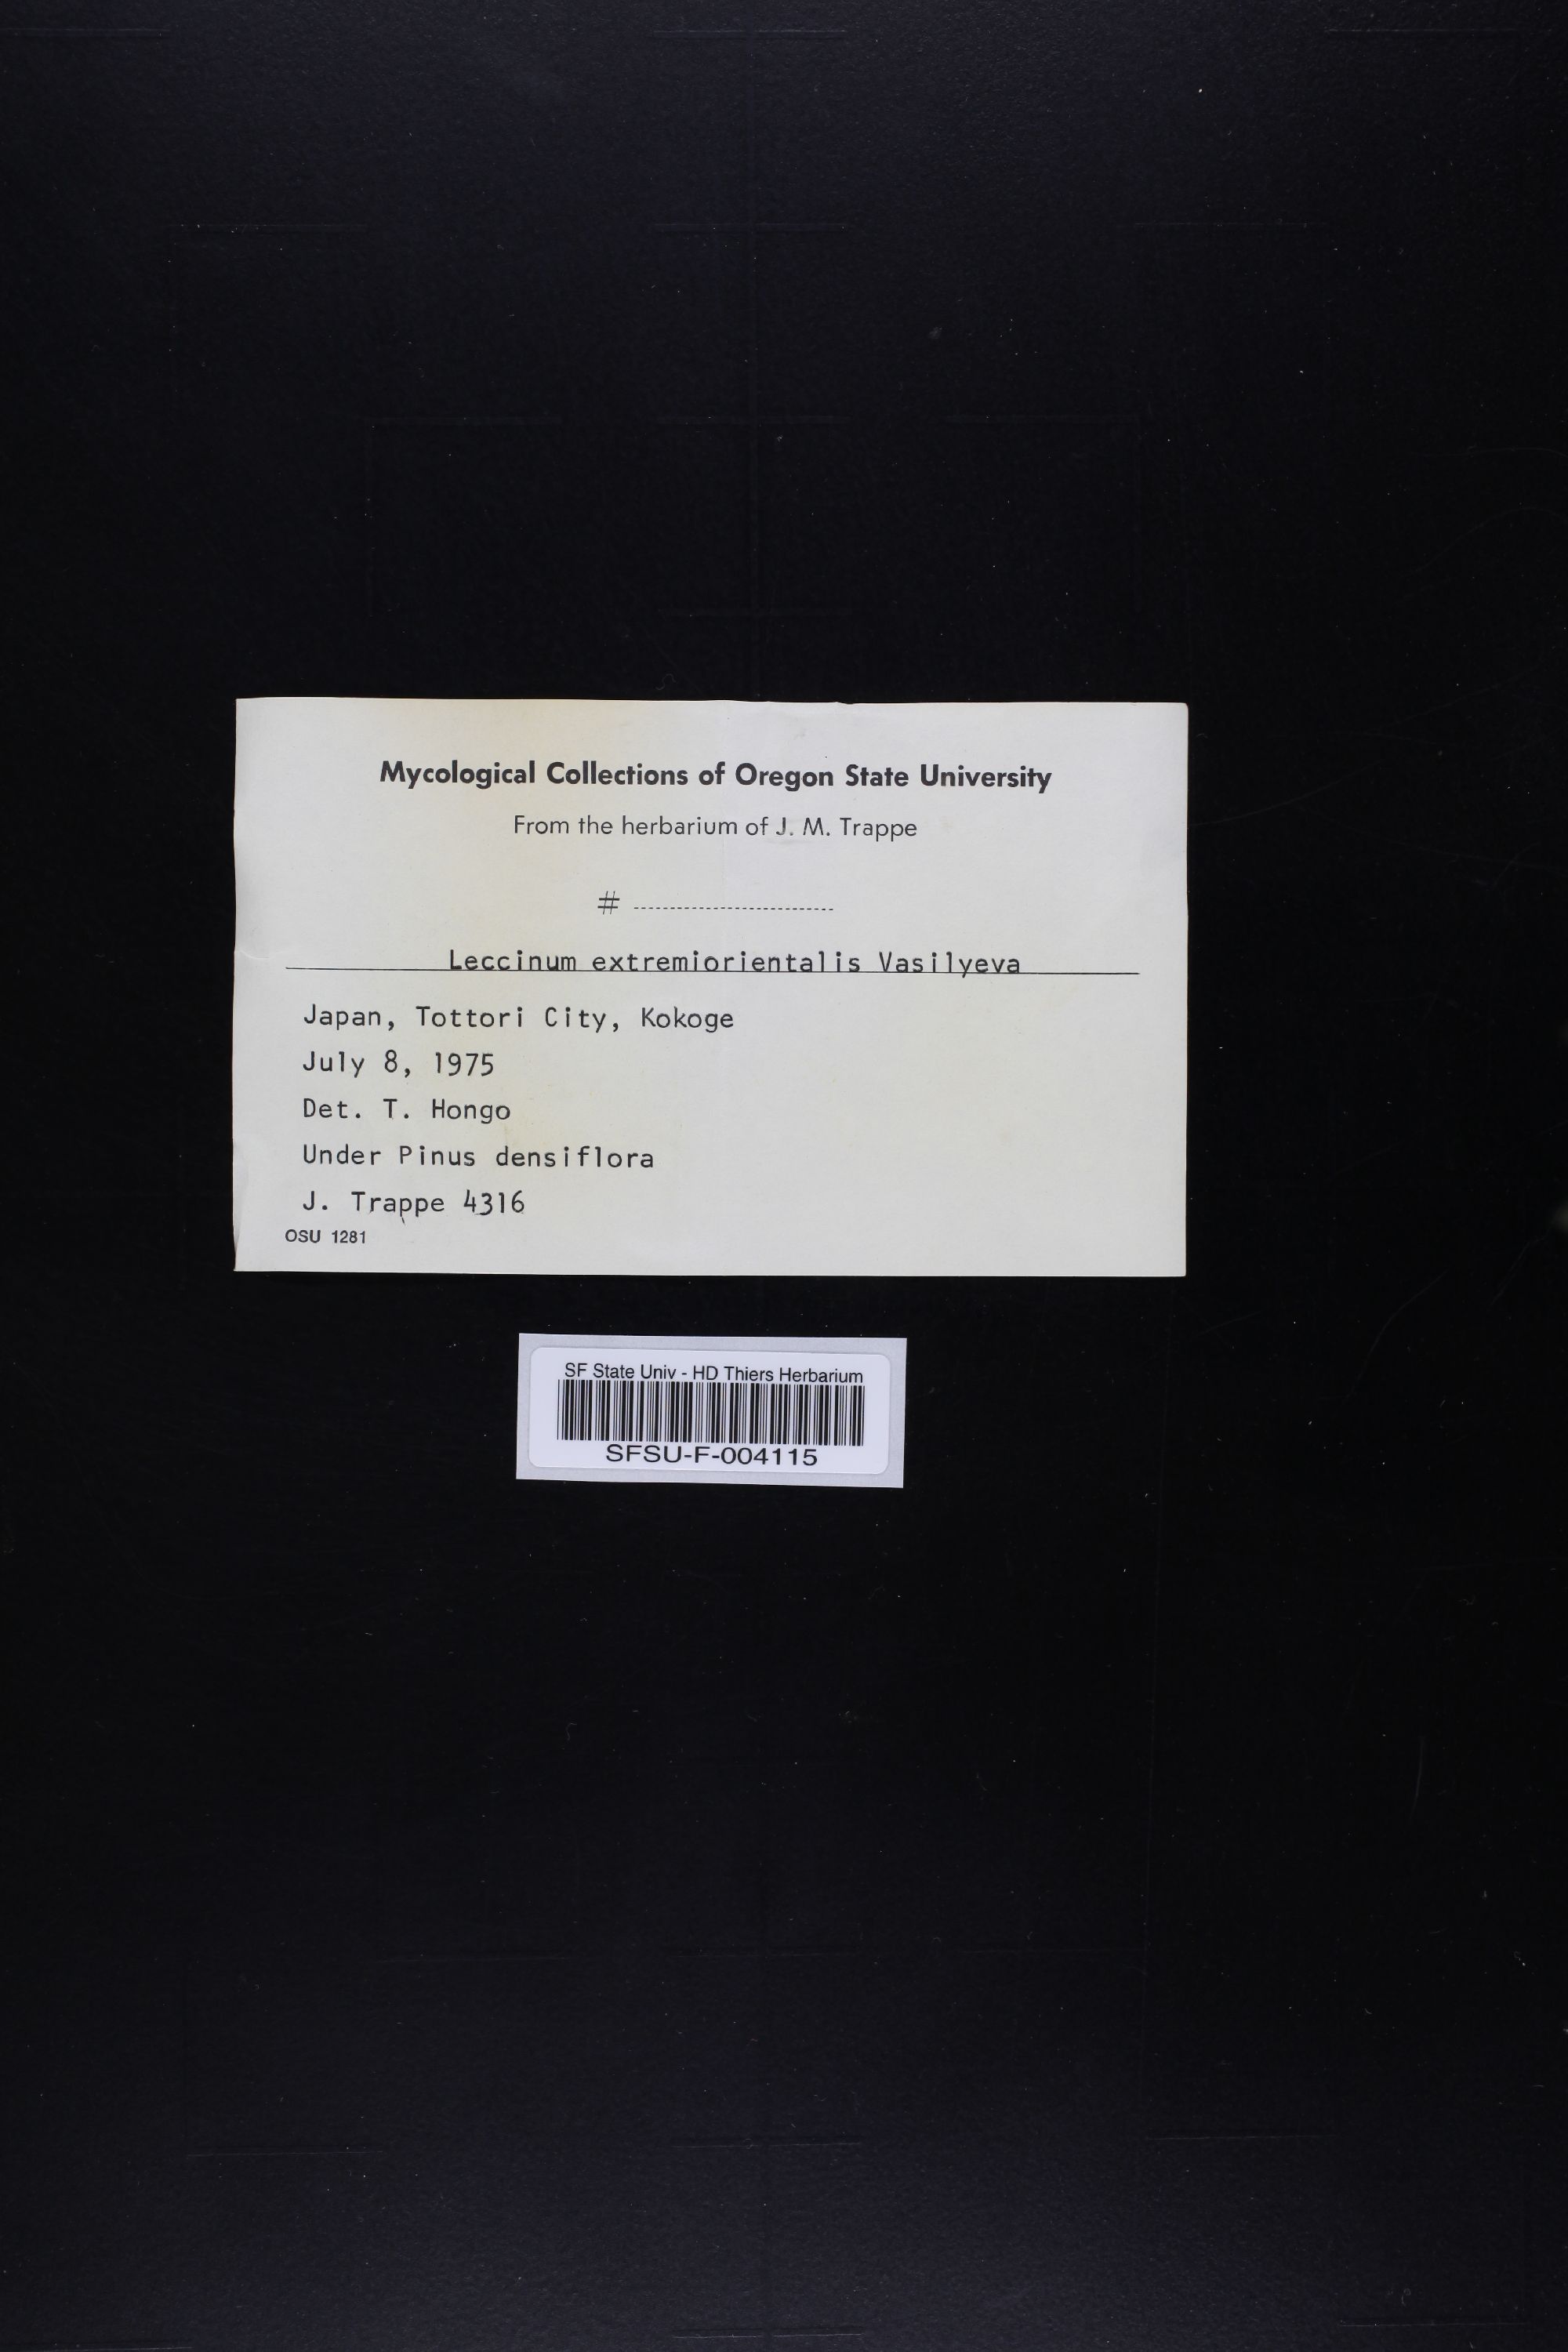 Mycological Collections of Oregon State University
From the herbarium of J. M. Trappe
#
Leccinum extremiorientalis Vasilyeva
Japan, Tottori City, Kokoge
July 8, 1975
Det. T. Hongo
Under Pinus densiflora
J. Trappe 4316
OSU 1281
SF State Univ - HD Thiers Herbarium
SFSU-F-004115